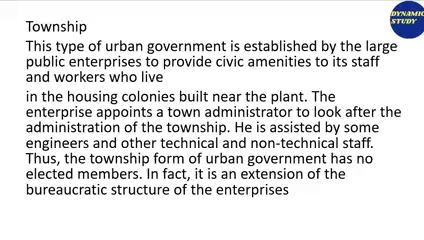 DYNAMIC
STUDY
Township
This type of urban government is established by the large
public enterprises to provide civic amenities to its staff
and workers who live
in the housing colonies built near the plant. The
enterprise appoints a town administrator to look after the
administration of the township. He is assisted by some
engineers and other technical and non-technical staff.
Thus, the township form of urban government has no
elected members. In fact, it is an extension of the
bureaucratic structure of the enterprises